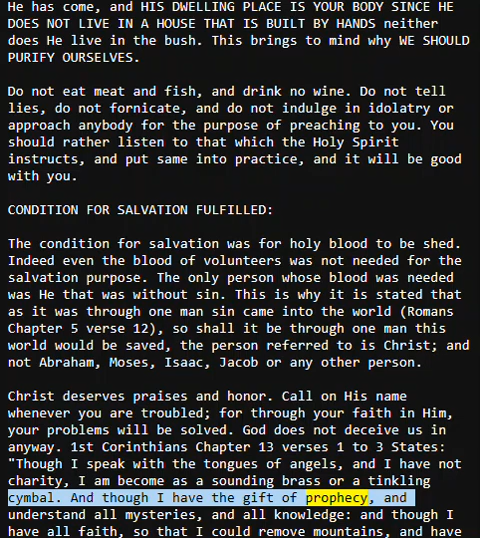 He has come, and HIS DWELLING PLACE IS YOUR BODY SINCE HE
DOES NOT LIVE IN A HOUSE THAT IS BUILT BY HANDS neither
does He live in the bush. This brings to mind why WE SHOULD
PURIFY OURSELVES.

Do not eat meat and fish, and drink no wine. Do not tell
lies, do not fornicate, and do not indulge in idolatry or
approach anybody for the purpose of preaching to you. You
should rather listen to that which the Holy Spirit
instructs, and put same into practice, and it will be good
with you.

CONDITION FOR SALVATION FULFILLED:

The condition for salvation was for holy blood to be shed.
Indeed even the blood of volunteers was not needed for the
salvation purpose. The only person whose blood was needed
was He that was without sin. This is why it is stated that
as it was through one man sin came into the world (Romans
Chapter 5 verse 12), so shall it be through one man this
world would be saved, the person referred to is Christ; and
not Abraham, Moses, Isaac, Jacob or any other person.

Christ deserves praises and honor. Call on His name
whenever you are troubled; for through your faith in Him,
your problems will be solved. God does not deceive us in
anyway. 1st Corinthians Chapter 13 verses 1 to 3 States:
"Though I speak with the tongues of angels, and I have not
charity, I am become as a sounding brass or a tinkling
cymbal. And though I have the gift of prophecy, and
understand all mysteries, and all knowledge: and though I
have all faith, so that I could remove mountains, and have